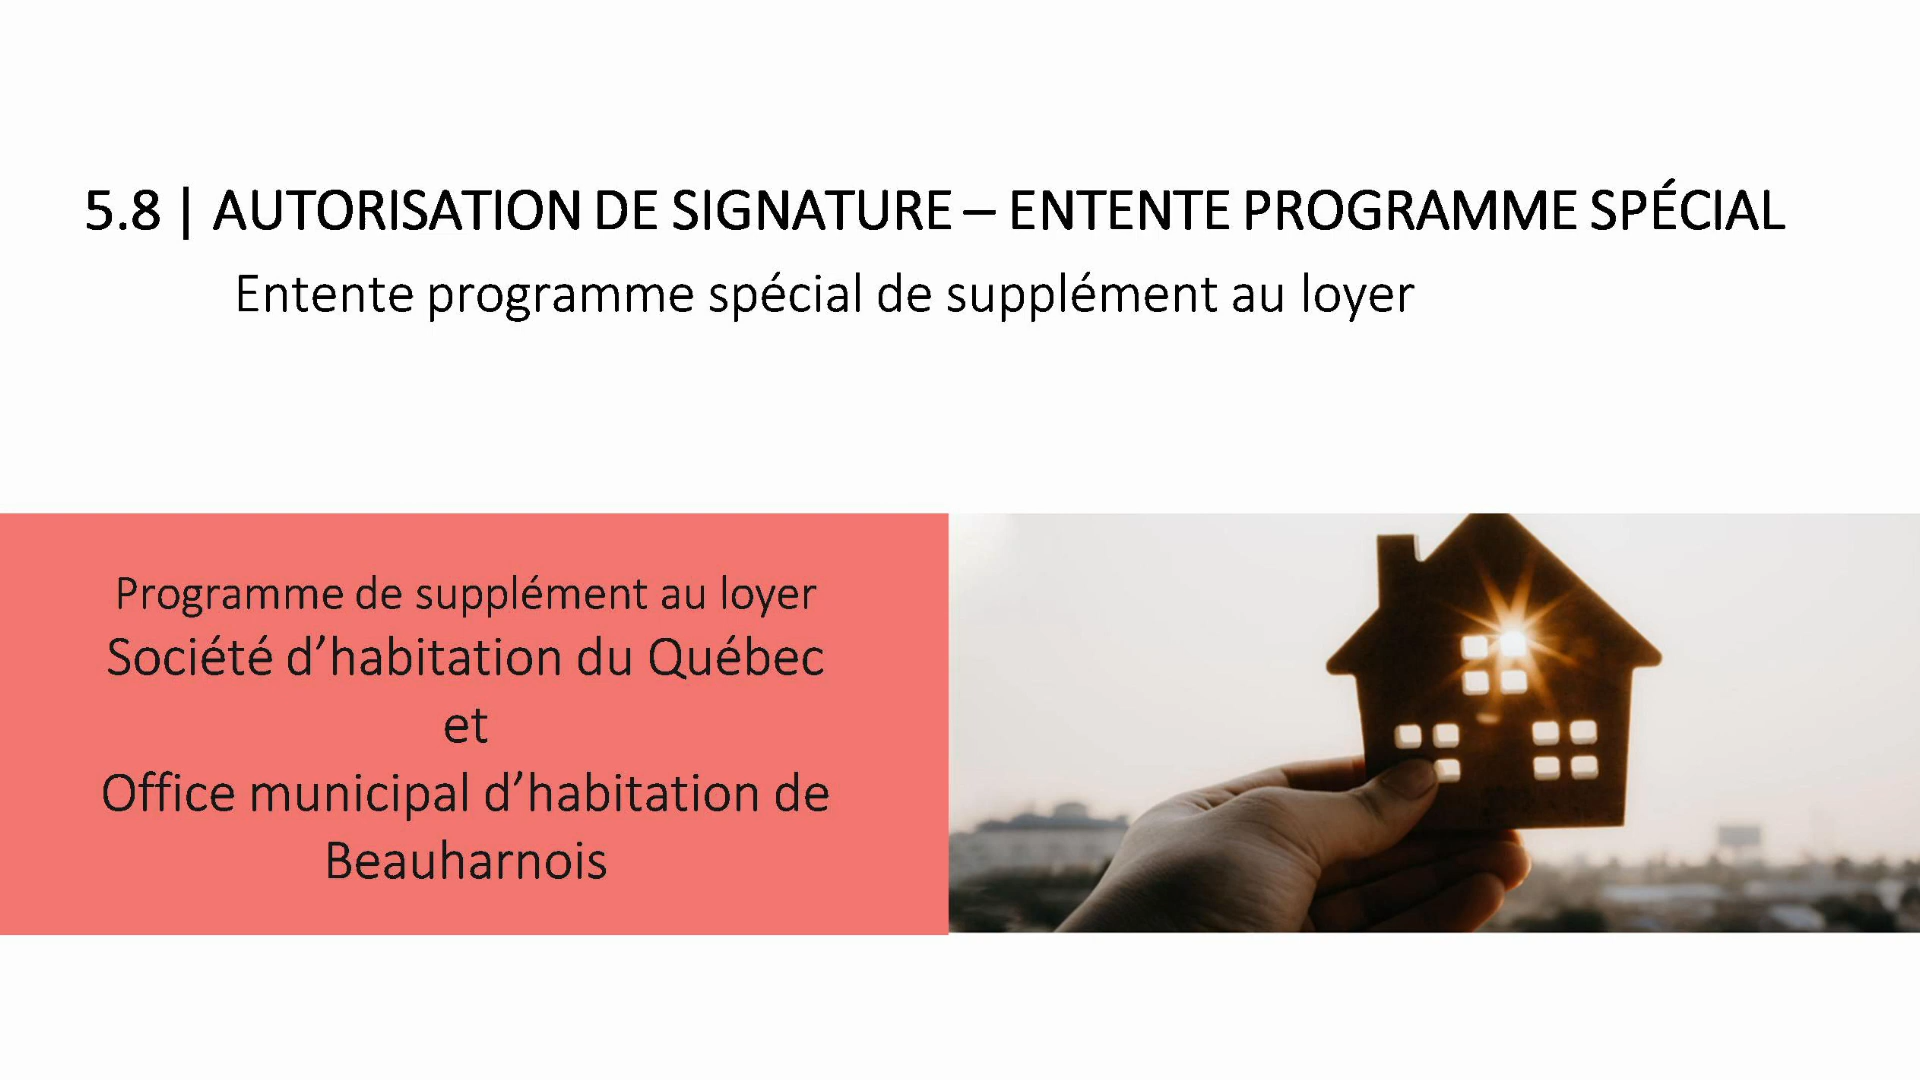 5.8 | AUTORISATION DE SIGNATURE – ENTENTE PROGRAMME SPÉCIAL
Entente programme spécial de supplément au loyer
Programme de supplément au loyer
Société d’habitation du Québec
et
Office municipal d’habitation de
Beauharnois